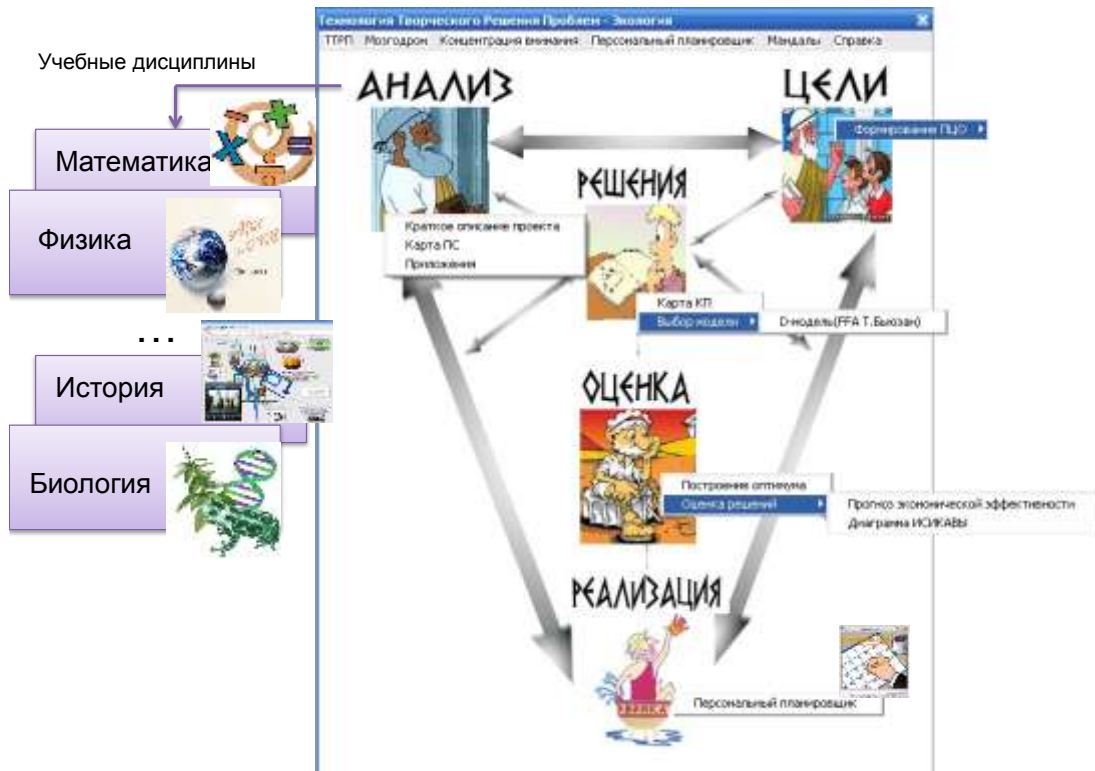 Технология Творческого Решения Проблем - Экология
ТТРП Мозгодром Концентрация внимания Персональный планировщик Мандалы Справка
Учебные дисциплины
Математика
Физика
...
История
Биология
АНАЛИЗ
ЦЕЛИ
Формирование ПЦО
РЕШЕНИЯ
Краткое описание проекта
Карта ПС
Приложения
Карта КП
Выбор модели
D-модель(FFA Т.Бьюзан)
ОЦЕНКА
Построение оптимума
Оценка решений
Прогноз экономической эффективности
Диаграмма ИСИКАВЫ
РЕАЛИЗАЦИЯ
ЭВРИКА
Персональный планировщик